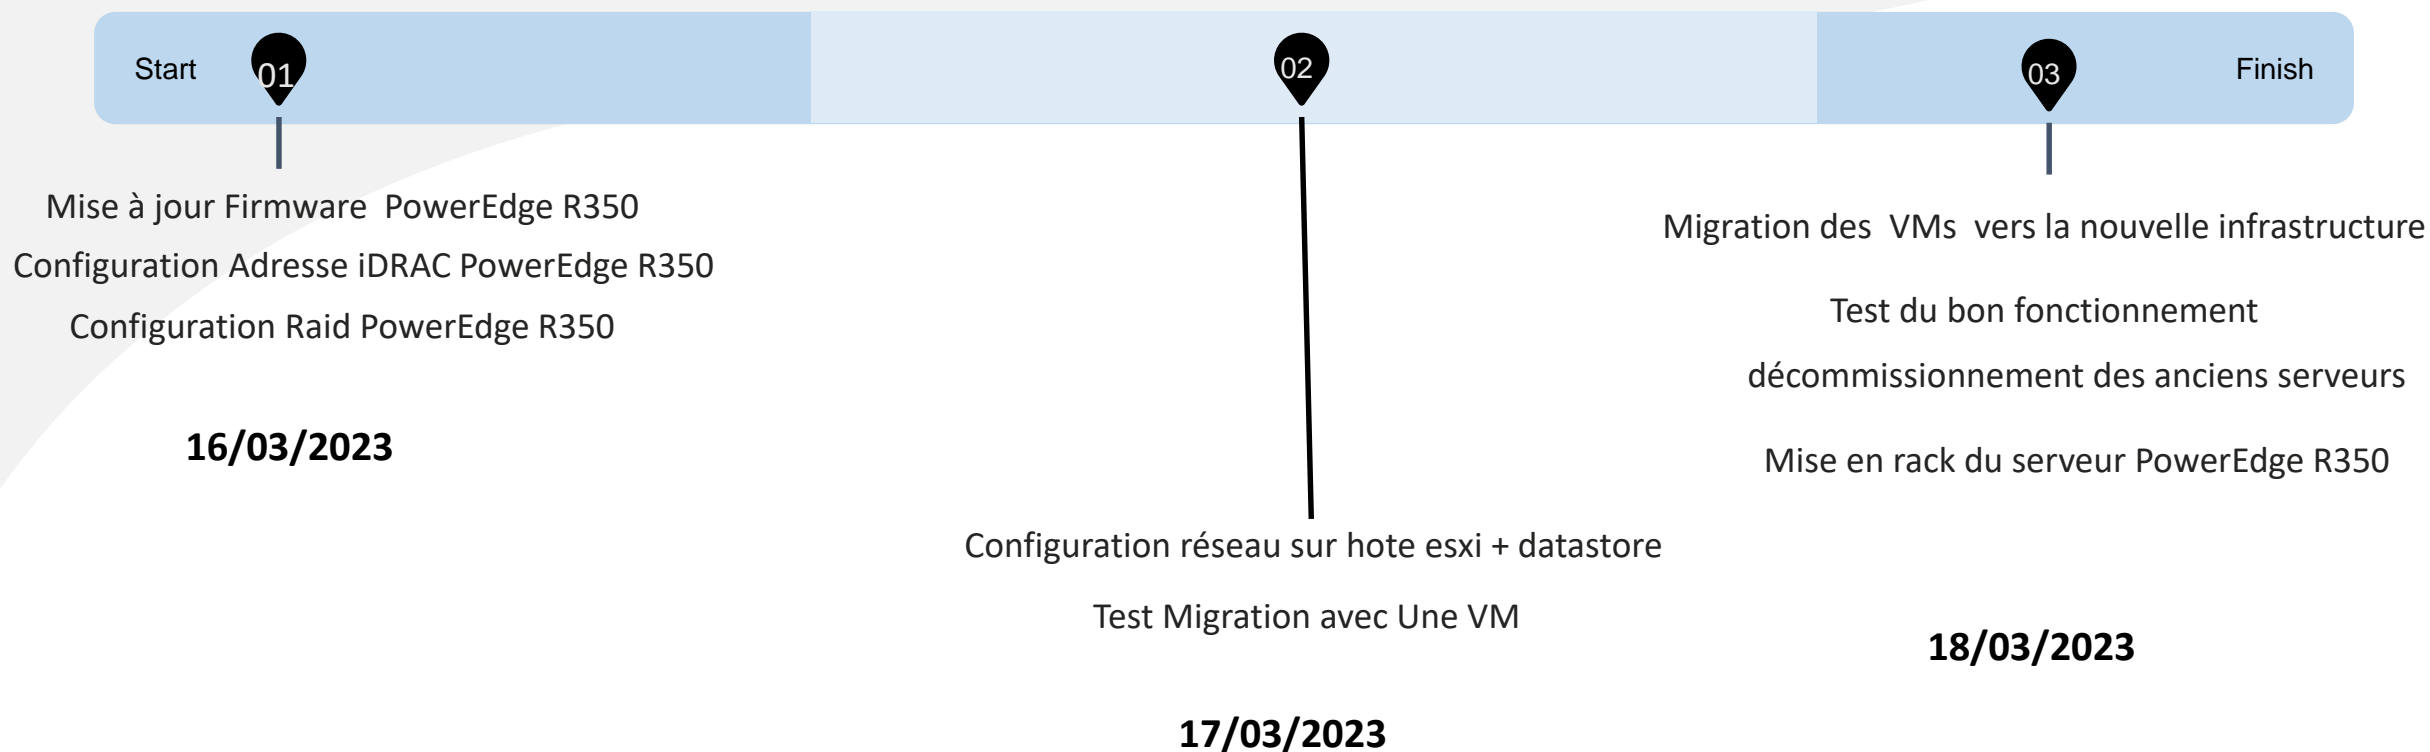 Start
01
02
03
Finish
Mise à jour Firmware PowerEdge R350
Configuration Adresse iDRAC PowerEdge R350
Configuration Raid PowerEdge R350
16/03/2023
Configuration réseau sur hote esxi + datastore
Test Migration avec Une VM
17/03/2023
Migration des VMs vers la nouvelle infrastructure
Test du bon fonctionnement
décommissionnement des anciens serveurs
Mise en rack du serveur PowerEdge R350
18/03/2023